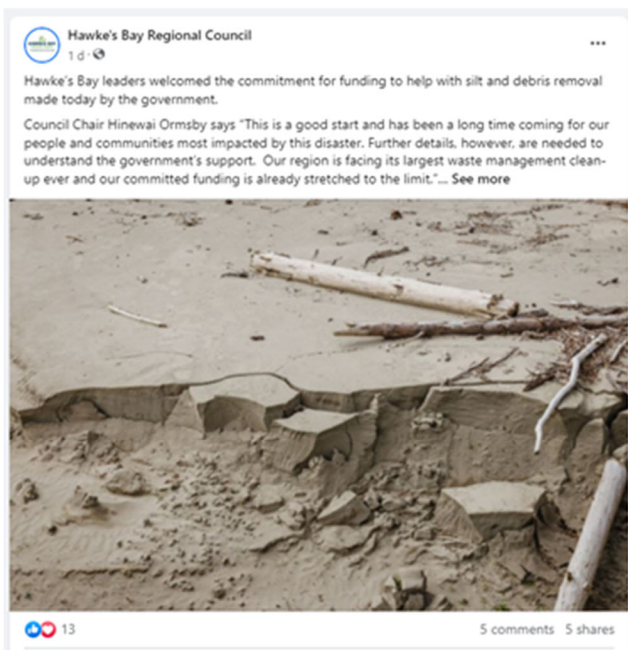 Hawke's Bay Regional Council
1 d ·
Hawke's Bay leaders welcomed the commitment for funding to help with silt and debris removal
made today by the government.
Council Chair Hinewai Ormsby says "This is a good start and has been a long time coming for our
people and communities most impacted by this disaster. Further details, however, are needed to
understand the government's support.  Our region is facing its largest waste management clean-
up ever and our committed funding is already stretched to the limit."... See more
13
5 comments 5 shares